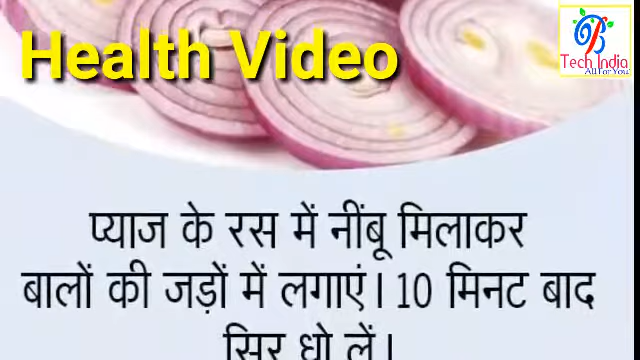 Health Video
Tech India
All For You
प्याज के रस में नींबू मिलाकर
बालों की जड़ों में लगाएं। 10 मिनट बाद
सिर धो लें।